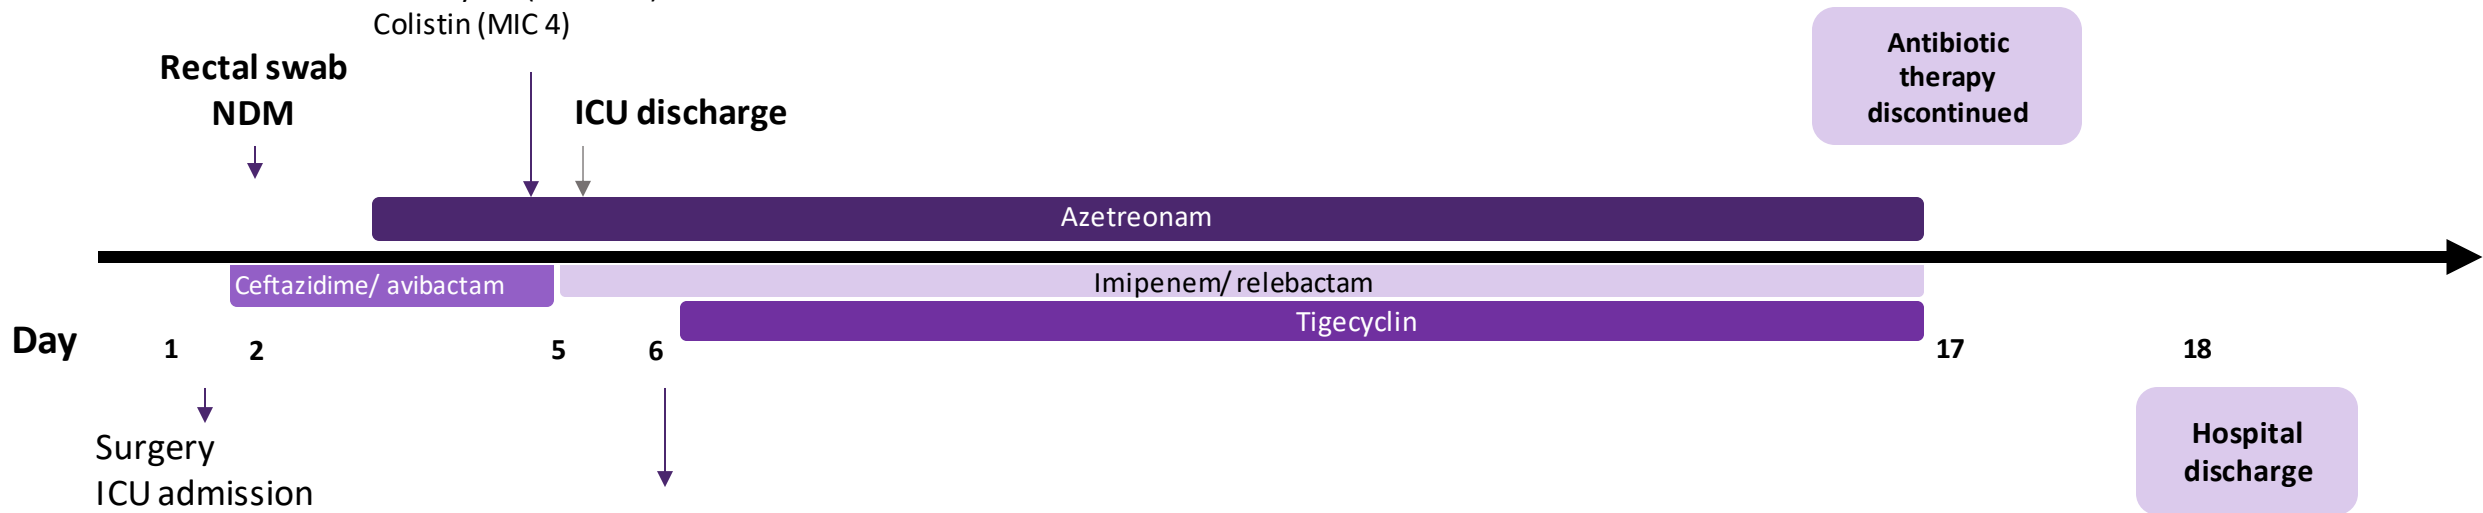 Colistin (MIC 4)
Rectal swab
NDM
ICU discharge
Antibiotic
therapy
discontinued
Azetreonam
Ceftazidime/ avibactam
Imipenem/ relebactam
Tigecyclin
Day
1
2
5
6
17
18
Surgery
ICU admission
Hospital
discharge